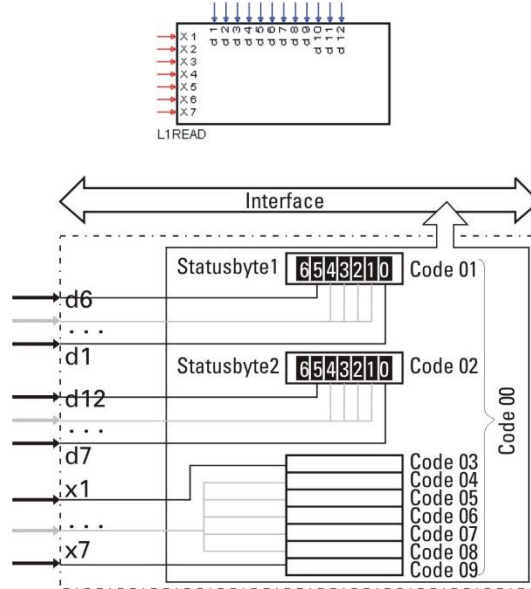 d1 d2 d3 d4 d5 d6 d7 d8 d9 d10 d11 d12
X1
X2
X3
X4
X5
X6
X7
L1READ
Interface
Statusbyte1 6543210 Code 01
d6
...
d1
Statusbyte2 6543210 Code 02
d12
...
d7
Code 00
Code 03
Code 04
x1
Code 05
Code 06
...
Code 07
Code 08
x7
Code 09